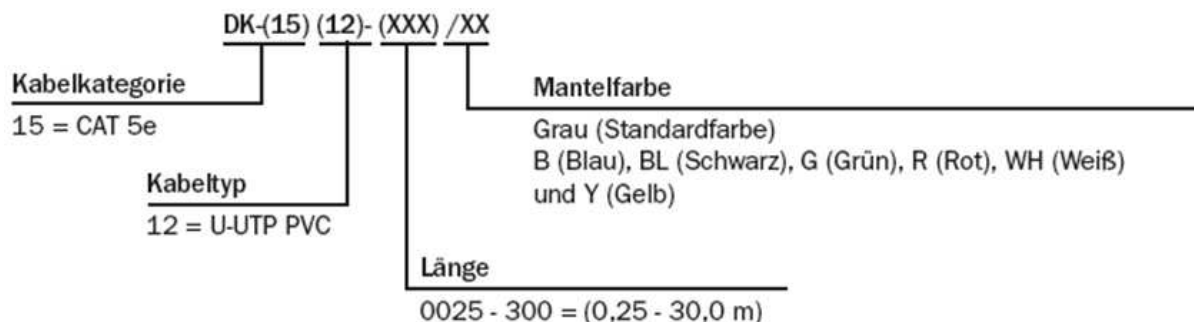 DK-(15) (12)- (XXX) /XX
Kabelkategorie
15 = CAT 5e
Kabeltyp
12 = U-UTP PVC
Länge
0025 - 300 = (0,25 - 30,0 m)
Mantelfarbe
Grau (Standardfarbe)
B (Blau), BL (Schwarz), G (Grün), R (Rot), WH (Weiß)
und Y (Gelb)